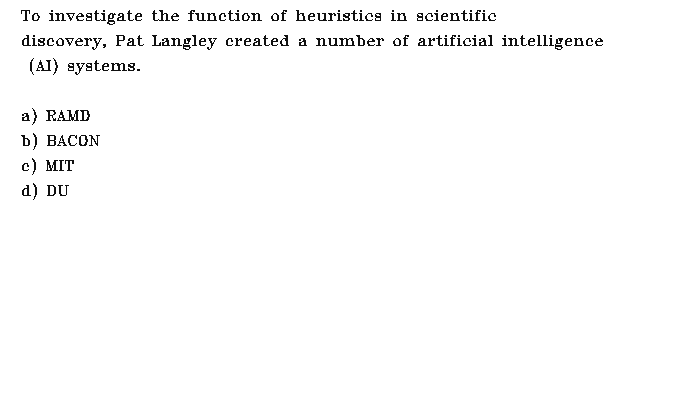 To investigate the function of heuristics in scientific
discovery, Pat Langley created a number of artificial intelligence
(AI) systems.
a) RAMD
b) BACON
c) MIT
d) DU